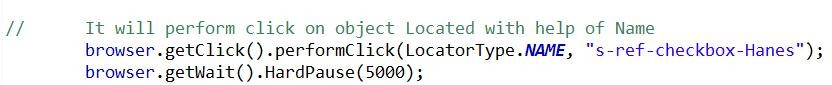 // It will perform click on object Located with help of Name
browser.getClick().performClick(LocatorType.NAME, "s-ref-checkbox-Hanes");
browser.getWait().HardPause(5000);